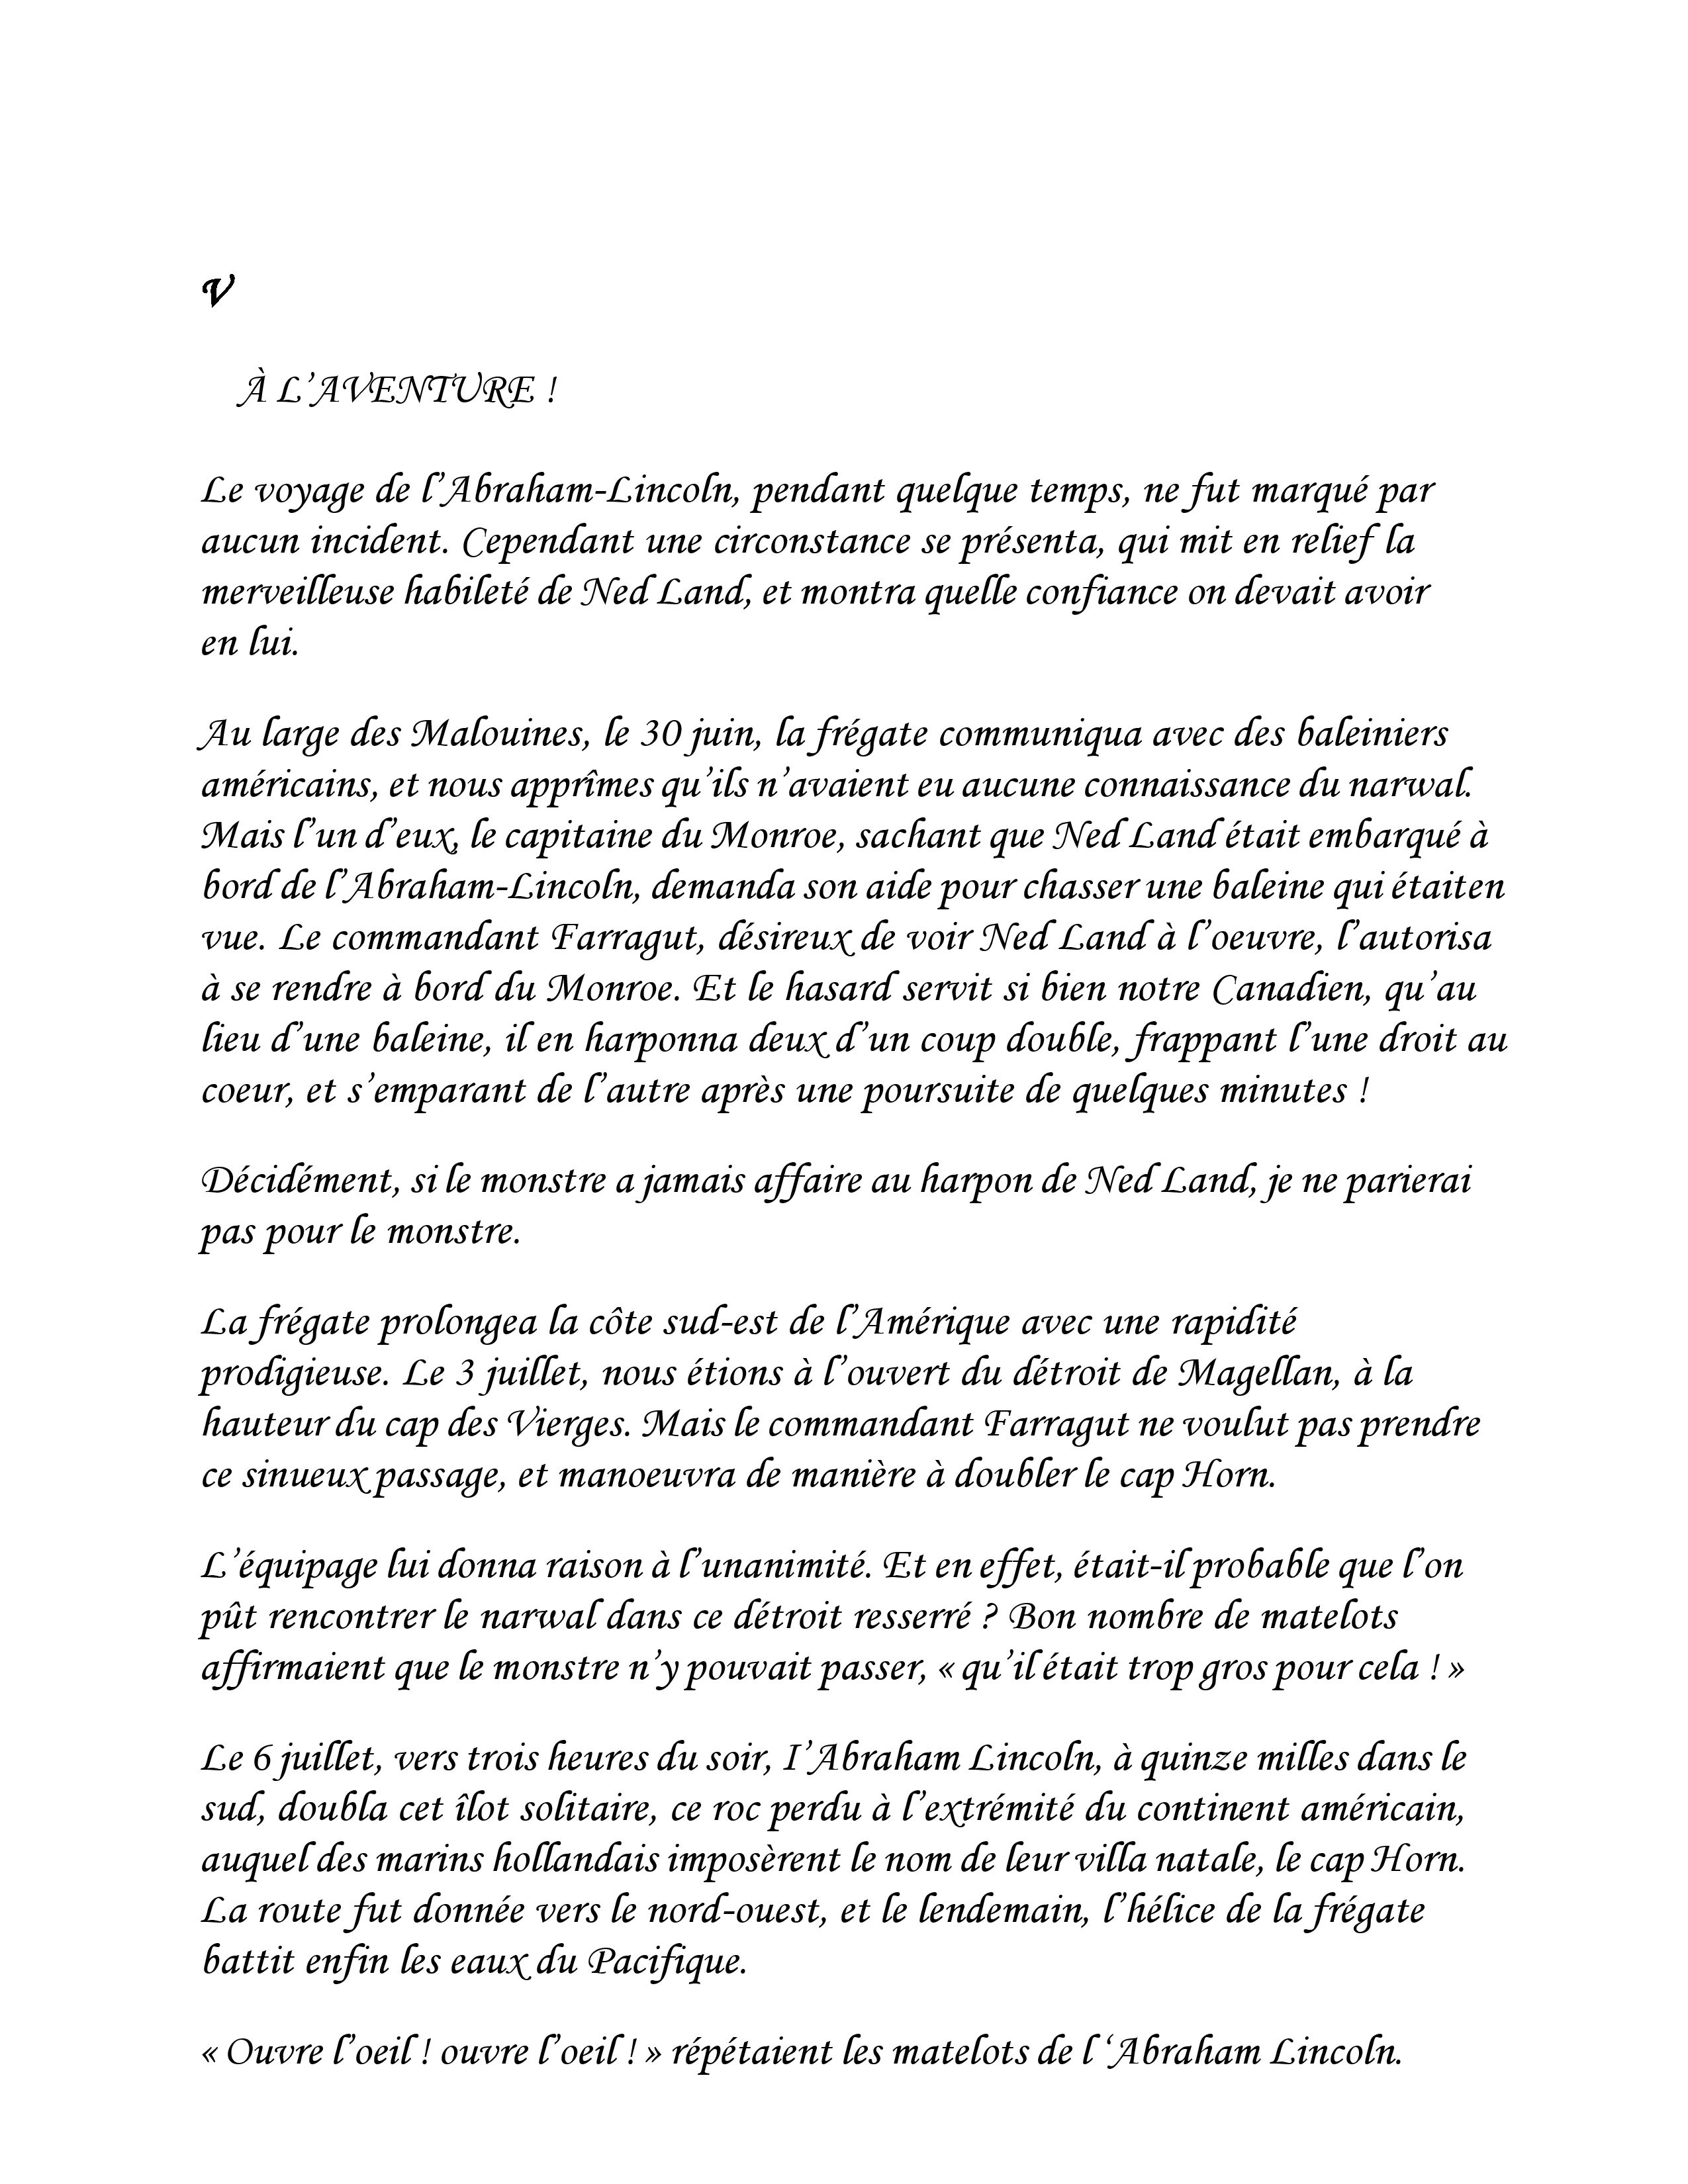 V
À L’AVENTURE !
Le voyage de l’Abraham-Lincoln, pendant quelque temps, ne fut marqué par
aucun incident. Cependant une circonstance se présenta, qui mit en relief la
merveilleuse habileté de Ned Land, et montra quelle confiance on devait avoir
en lui.
Au large des Malouines, le 30 juin, la frégate communiqua avec des baleiniers
américains, et nous apprîmes qu’ils n’avaient eu aucune connaissance du narwal.
Mais l’un d’eux, le capitaine du Monroe, sachant que Ned Land était embarqué à
bord de l’Abraham-Lincoln, demanda son aide pour chasser une baleine qui était en
vue. Le commandant Farragut, désireux de voir Ned Land à l’oeuvre, l’autorisa
à se rendre à bord du Monroe. Et le hasard servit si bien notre Canadien, qu’au
lieu d’une baleine, il en harponna deux d’un coup double, frappant l’une droit au
coeur, et s’emparant de l’autre après une poursuite de quelques minutes !
Décidément, si le monstre a jamais affaire au harpon de Ned Land, je ne parierai
pas pour le monstre.
La frégate prolongea la côte sud-est de l’Amérique avec une rapidité
prodigieuse. Le 3 juillet, nous étions à l’ouvert du détroit de Magellan, à la
hauteur du cap des Vierges. Mais le commandant Farragut ne voulut pas prendre
ce sinueux passage, et manoeuvra de manière à doubler le cap Horn.
L’équipage lui donna raison à l’unanimité. Et en effet, était-il probable que l’on
pût rencontrer le narwal dans ce détroit resserré ? Bon nombre de matelots
affirmaient que le monstre n’y pouvait passer, « qu’il était trop gros pour cela ! »
Le 6 juillet, vers trois heures du soir, I’Abraham Lincoln, à quinze milles dans le
sud, doubla cet îlot solitaire, ce roc perdu à l’extrémité du continent américain,
auquel des marins hollandais imposèrent le nom de leur villa natale, le cap Horn.
La route fut donnée vers le nord-ouest, et le lendemain, l’hélice de la frégate
battit enfin les eaux du Pacifique.
« Ouvre l’oeil ! ouvre l’oeil ! » répétaient les matelots de l ‘Abraham Lincoln.